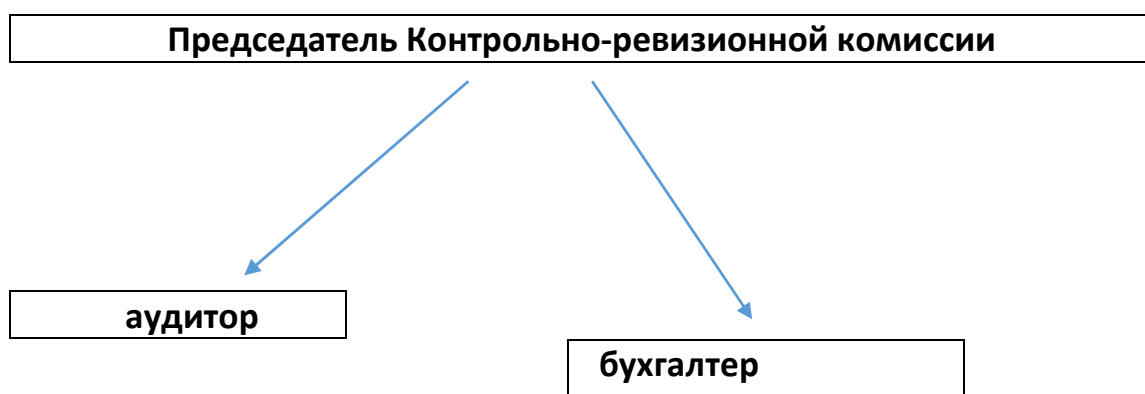 Председатель Контрольно-ревизионной комиссии
аудитор
бухгалтер